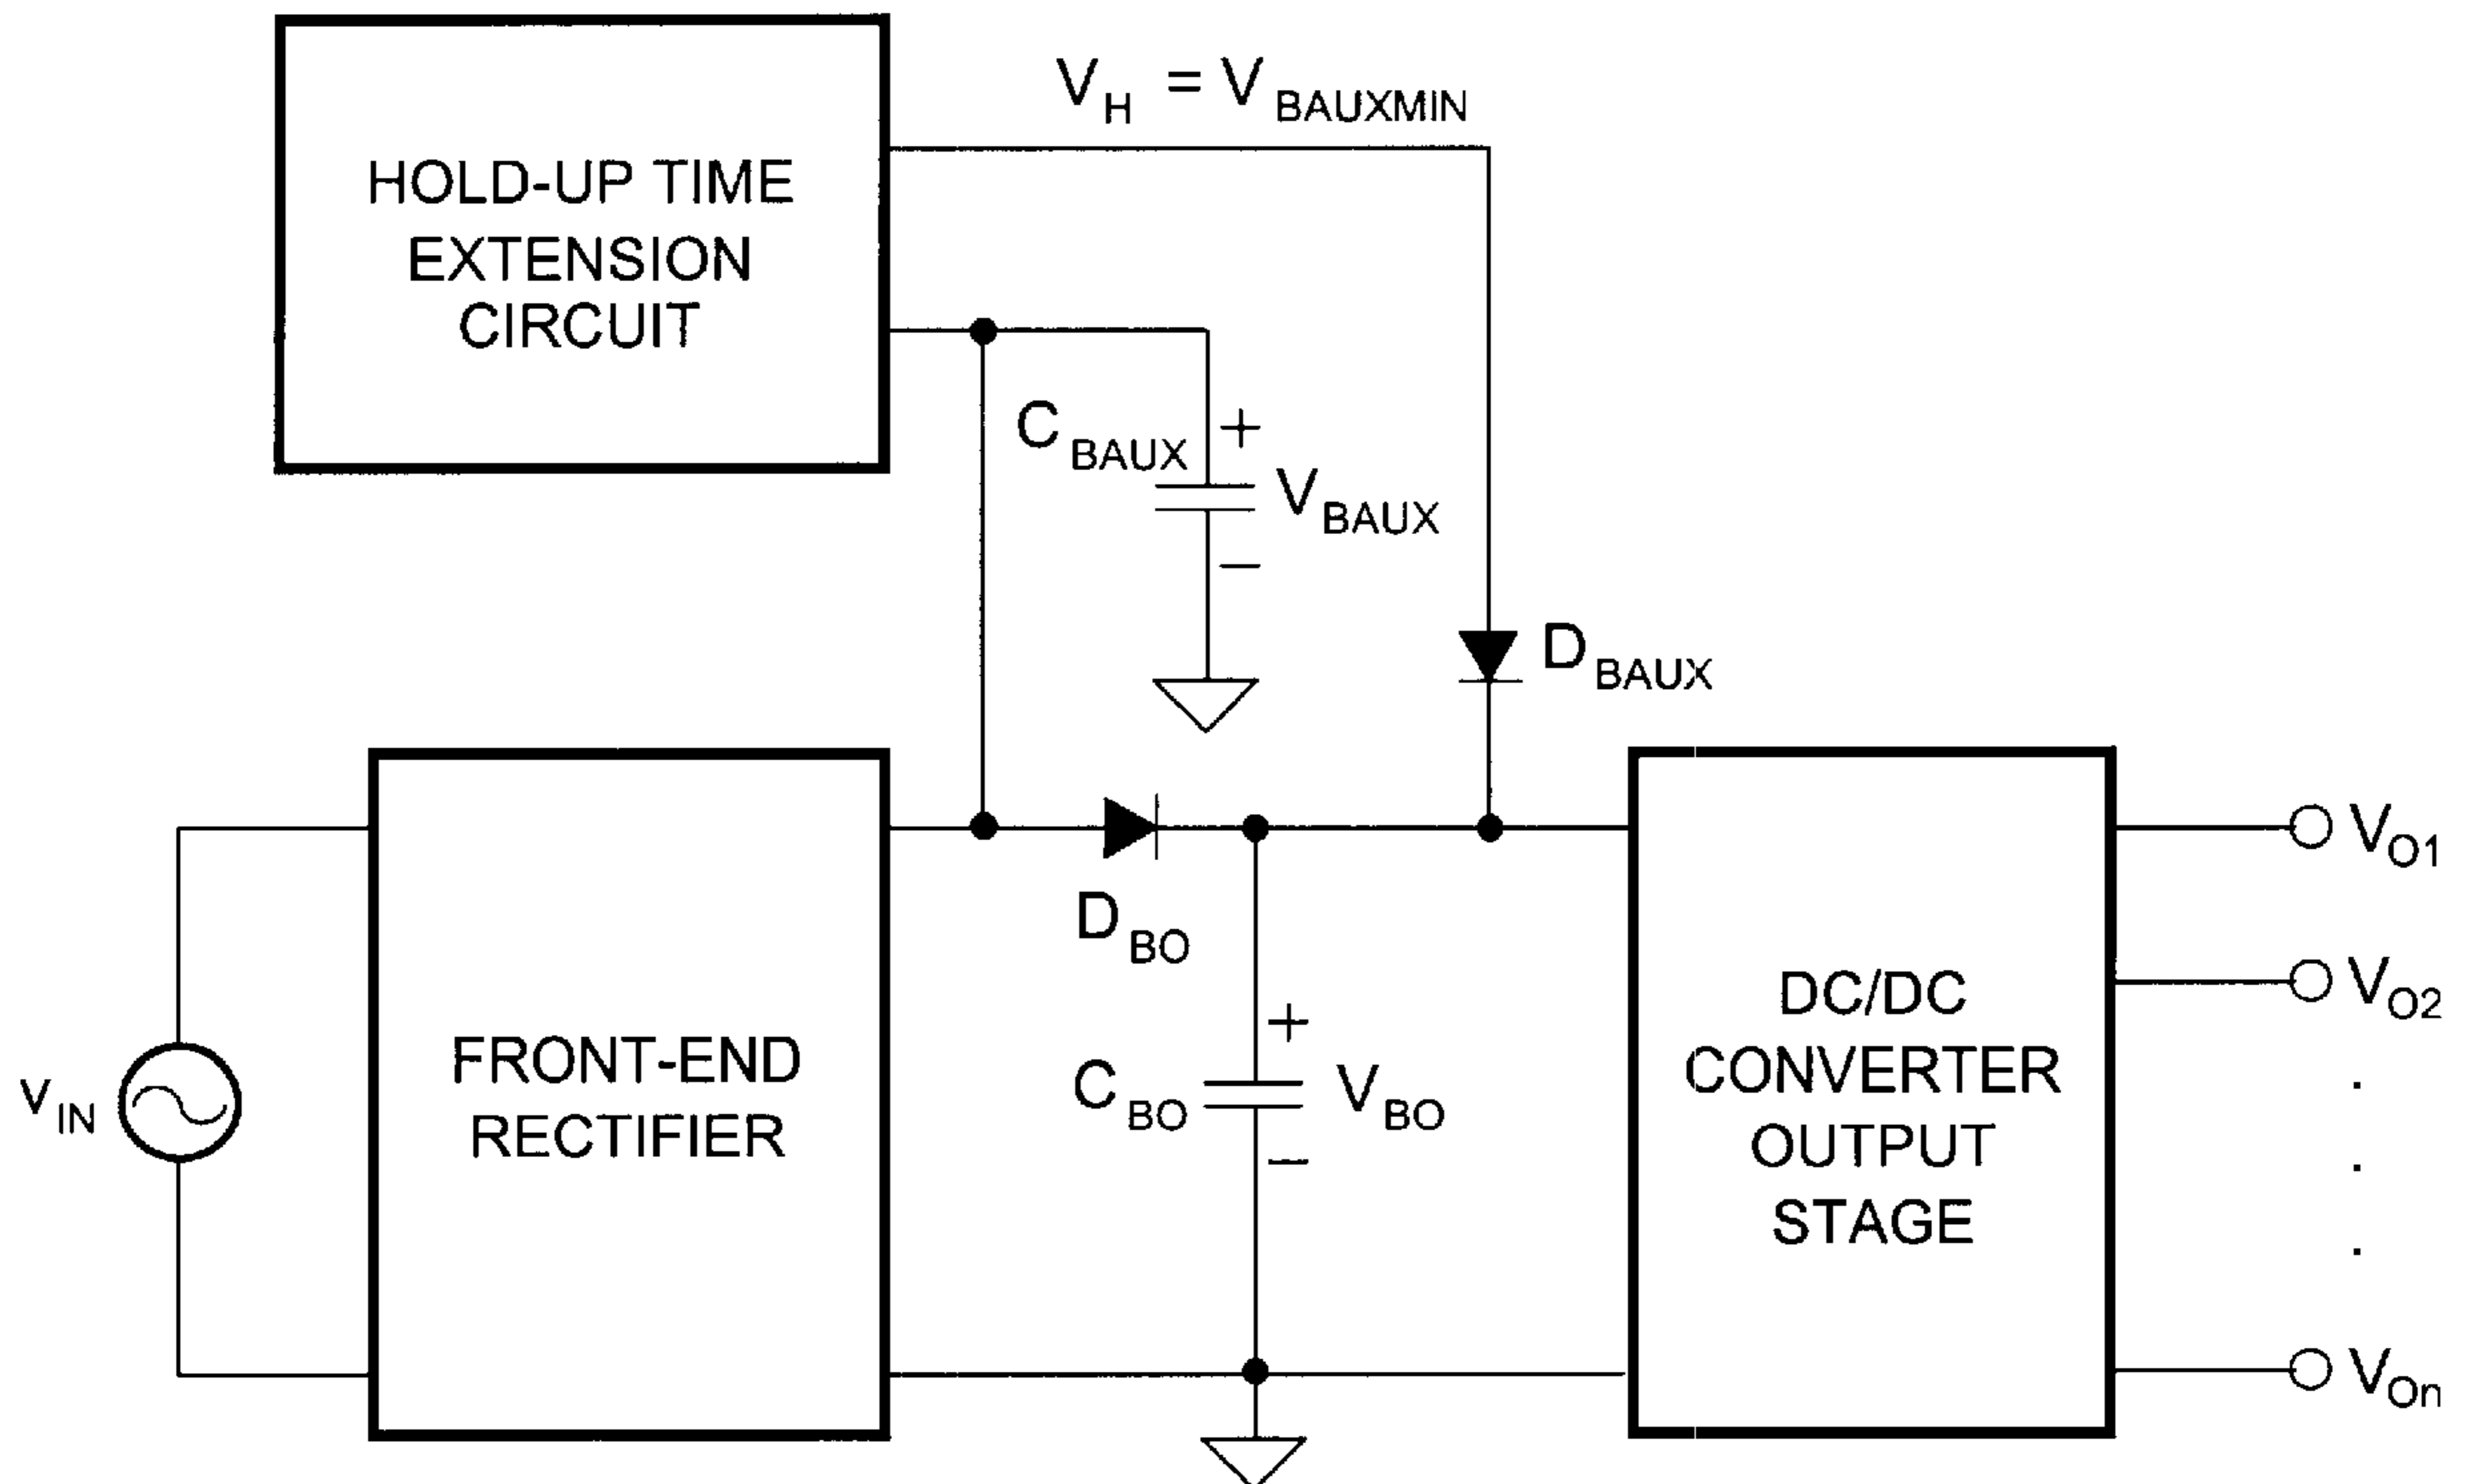 V_H = V_BAUXMIN
HOLD-UP TIME
EXTENSION
CIRCUIT
C_BAUX
+
V_BAUX
−
D_BAUX
D_BO
FRONT-END
RECTIFIER
V_IN
C_BO
+
V_BO
−
DC/DC
CONVERTER
OUTPUT
STAGE
V_O1
V_O2
.
.
.
V_On